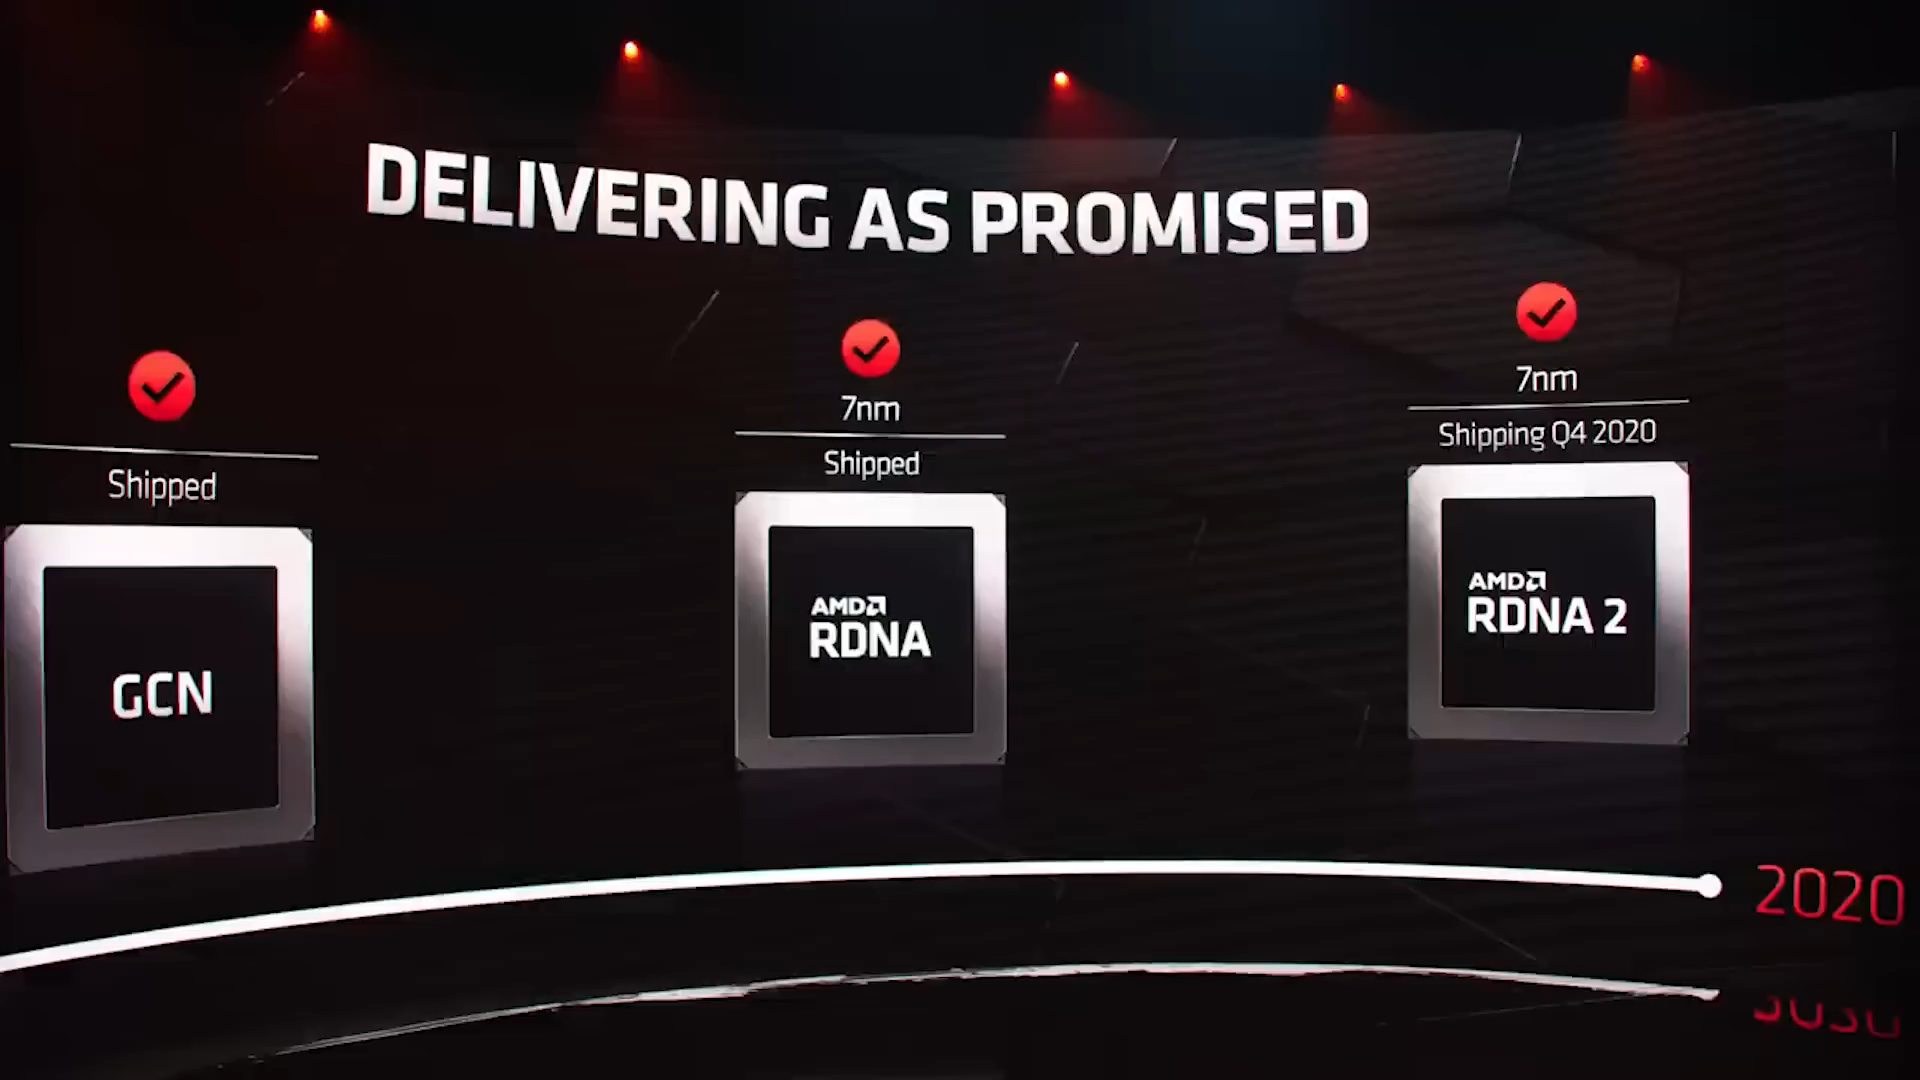 DELIVERING AS PROMISED
Shipped
GCN
7nm
Shipped
AMD
RDNA
7nm
Shipping Q4 2020
AMD
RDNA 2
2020